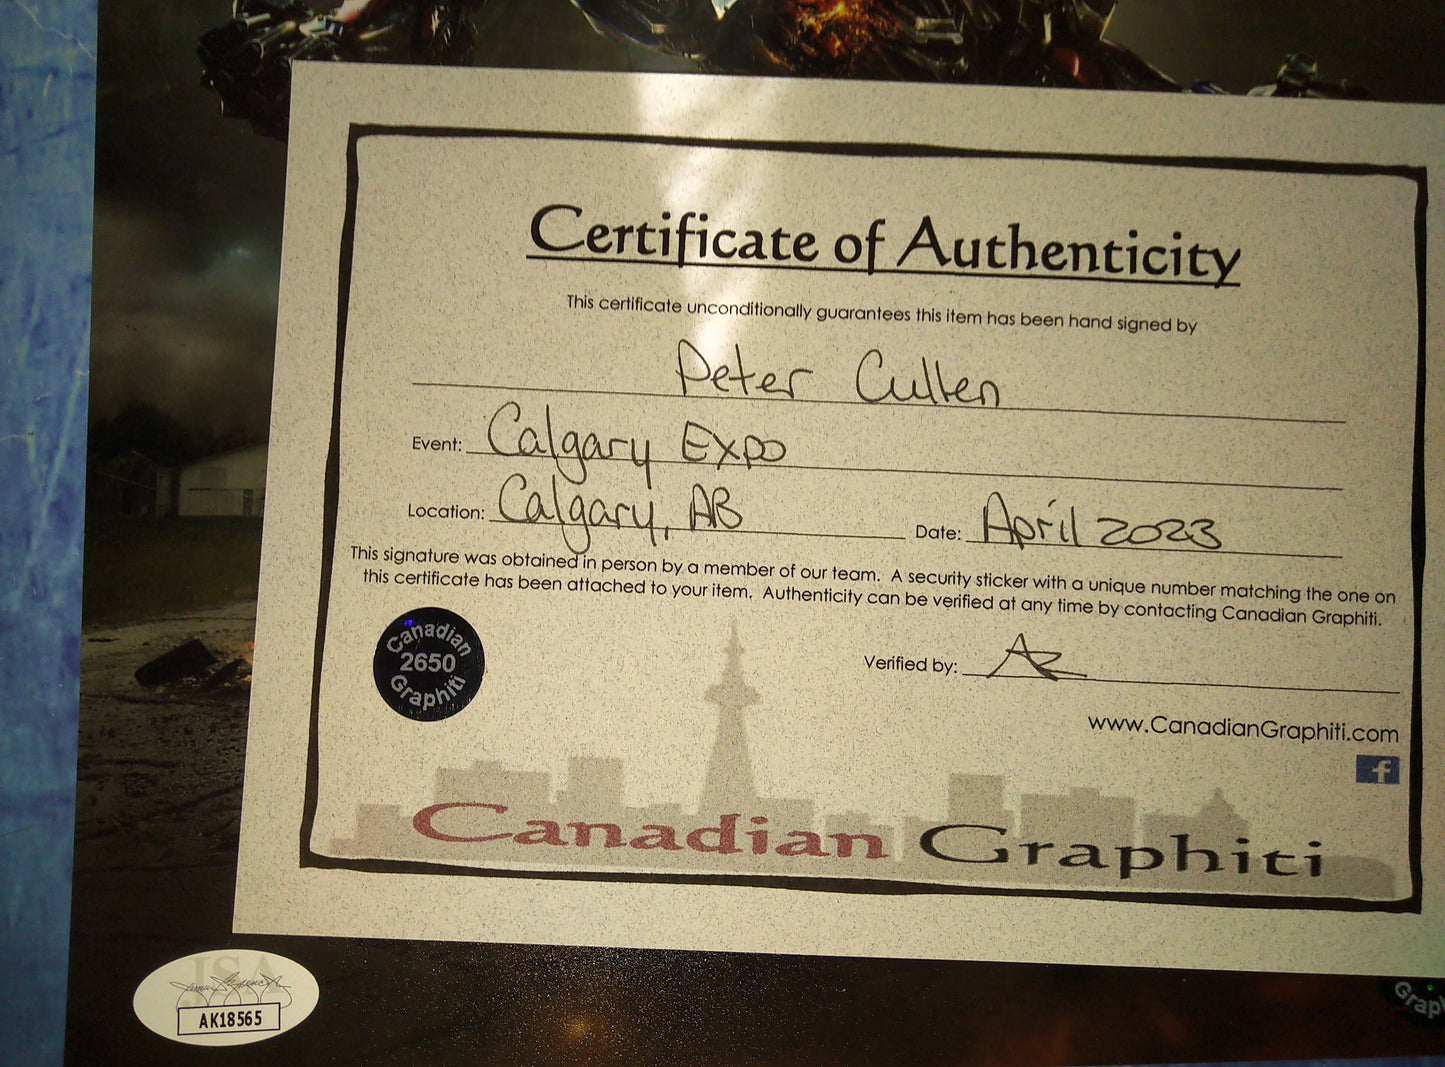 Certificate of Authenticity
This certificate unconditionally guarantees this item has been hand signed by
Peter Cullen
Event: Calgary Expo
Location: Calgary, AB Date: April 2023
This signature was obtained in person by a member of our team. A security sticker with a unique number matching the one on
this certificate has been attached to your item. Authenticity can be verified at any time by contacting Canadian Graphiti.
Canadian
2650
Graphiti
Verified by:
www.CanadianGraphiti.com
f
Canadian Graphiti
JSA
AK18565